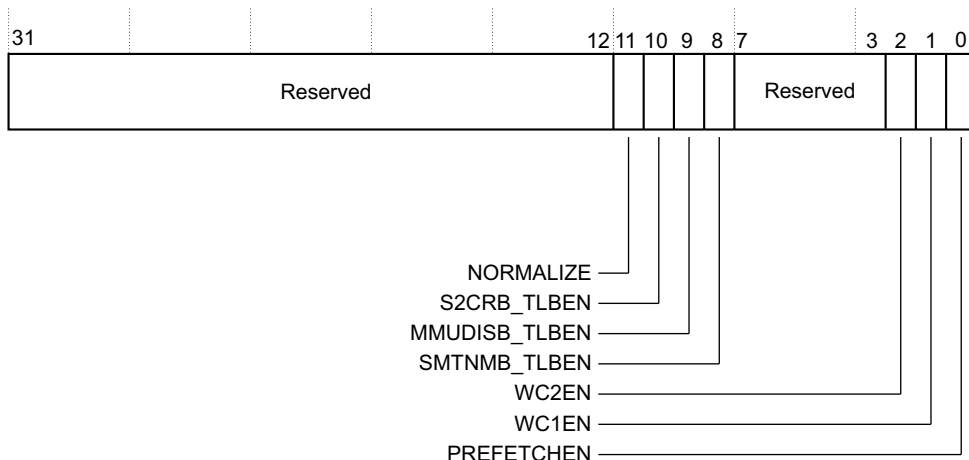 31 12 11 10 9 8 7 3 2 1 0
Reserved Reserved
NORMALIZE
S2CRB_TLBEN
MMUDISB_TLBEN
SMTNMB_TLBEN
WC2EN
WC1EN
PREFETCHEN